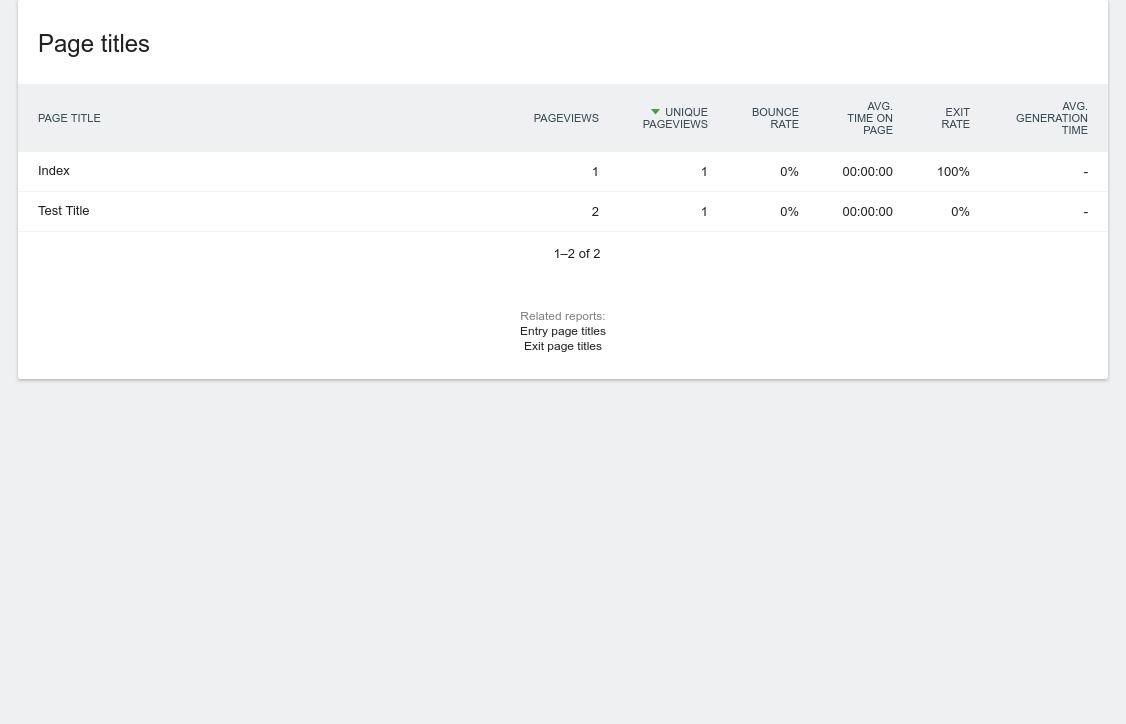 Page titles
PAGE TITLE PAGEVIEWS UNIQUE PAGEVIEWS BOUNCE RATE AVG. TIME ON PAGE EXIT RATE AVG. GENERATION TIME
Index 1 1 0% 00:00:00 100% -
Test Title 2 1 0% 00:00:00 0% -
1–2 of 2
Related reports:
Entry page titles
Exit page titles